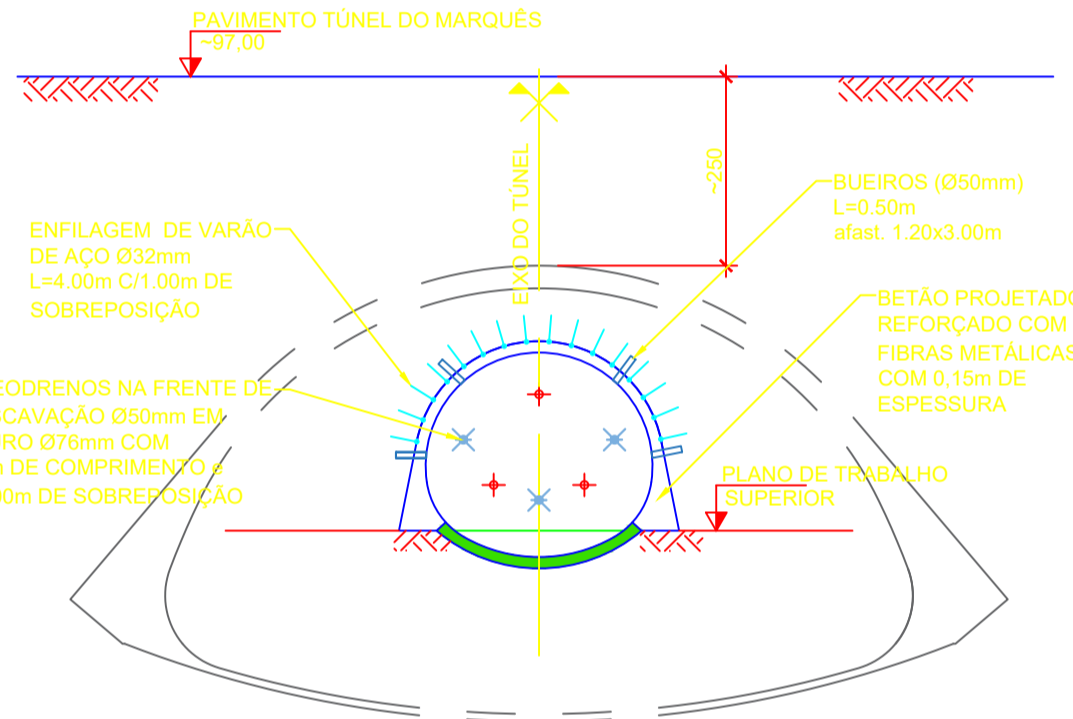 PAVIMENTO TÚNEL DO MARQUÊS
~97,00
~250
EIXO DO TÚNEL
BUEIROS (Ø50mm)
L=0.50m
afast. 1.20x3.00m
ENFILAGEM DE VARÃO
DE AÇO Ø32mm
L=4.00m C/1.00m DE
SOBREPOSIÇÃO
BETÃO PROJETADO
REFORÇADO COM
FIBRAS METÁLICAS
COM 0,15m DE
ESPESSURA
EODRENOS NA FRENTE DE
SCAVAÇÃO Ø50mm EM
URO Ø76mm COM
m DE COMPRIMENTO e
00m DE SOBREPOSIÇÃO
PLANO DE TRABALHO
SUPERIOR